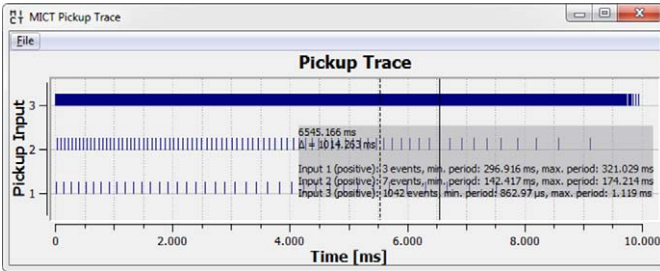 MICT MICT Pickup Trace
File
Pickup Trace
Pickup Input
3
2
1
6545.166 ms
Δ = 1014.263 ms
Input 1 (positive): 3 events, min. period: 296.916 ms, max. period: 321.029 ms
Input 2 (positive): 7 events, min. period: 142.417 ms, max. period: 174.214 ms
Input 3 (positive): 1042 events, min. period: 862.97 µs, max. period: 1.119 ms
0 2.000 4.000 6.000 8.000 10.000
Time [ms]